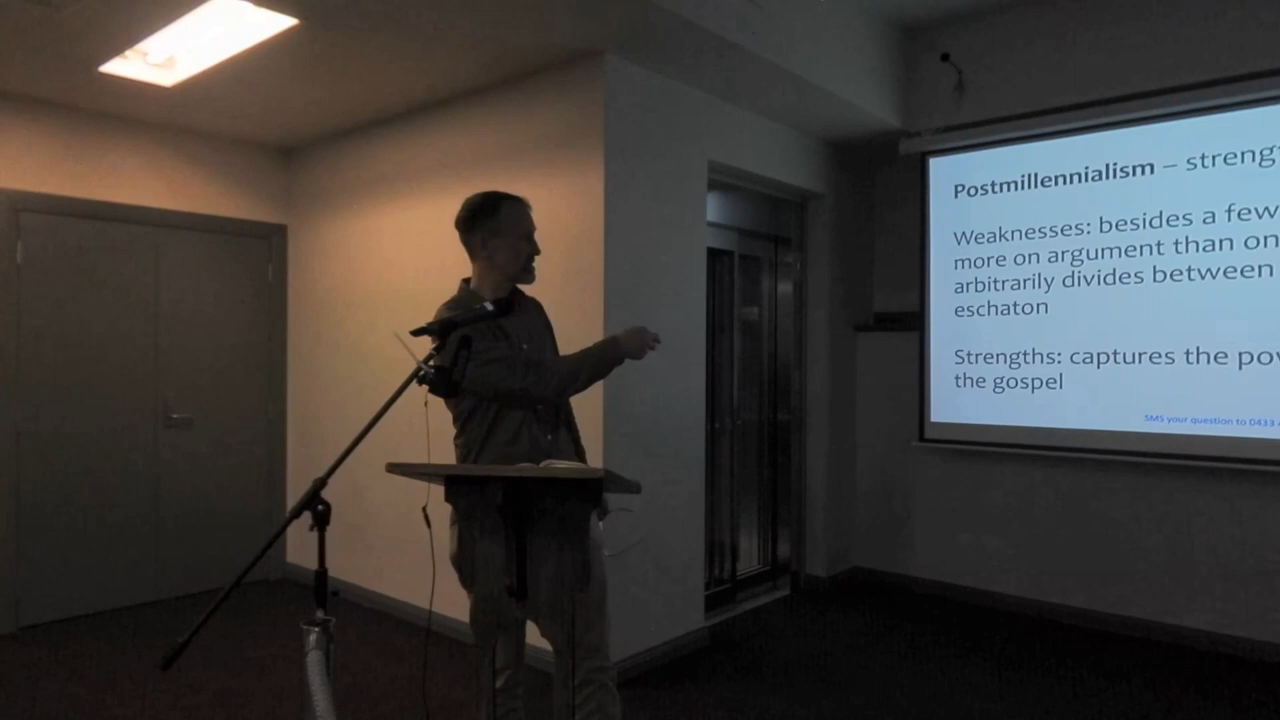 Postmillennialism – streng
Weaknesses: besides a few
more on argument than on
arbitrarily divides between
eschaton
Strengths: captures the pow
the gospel
SMS your question to 0433